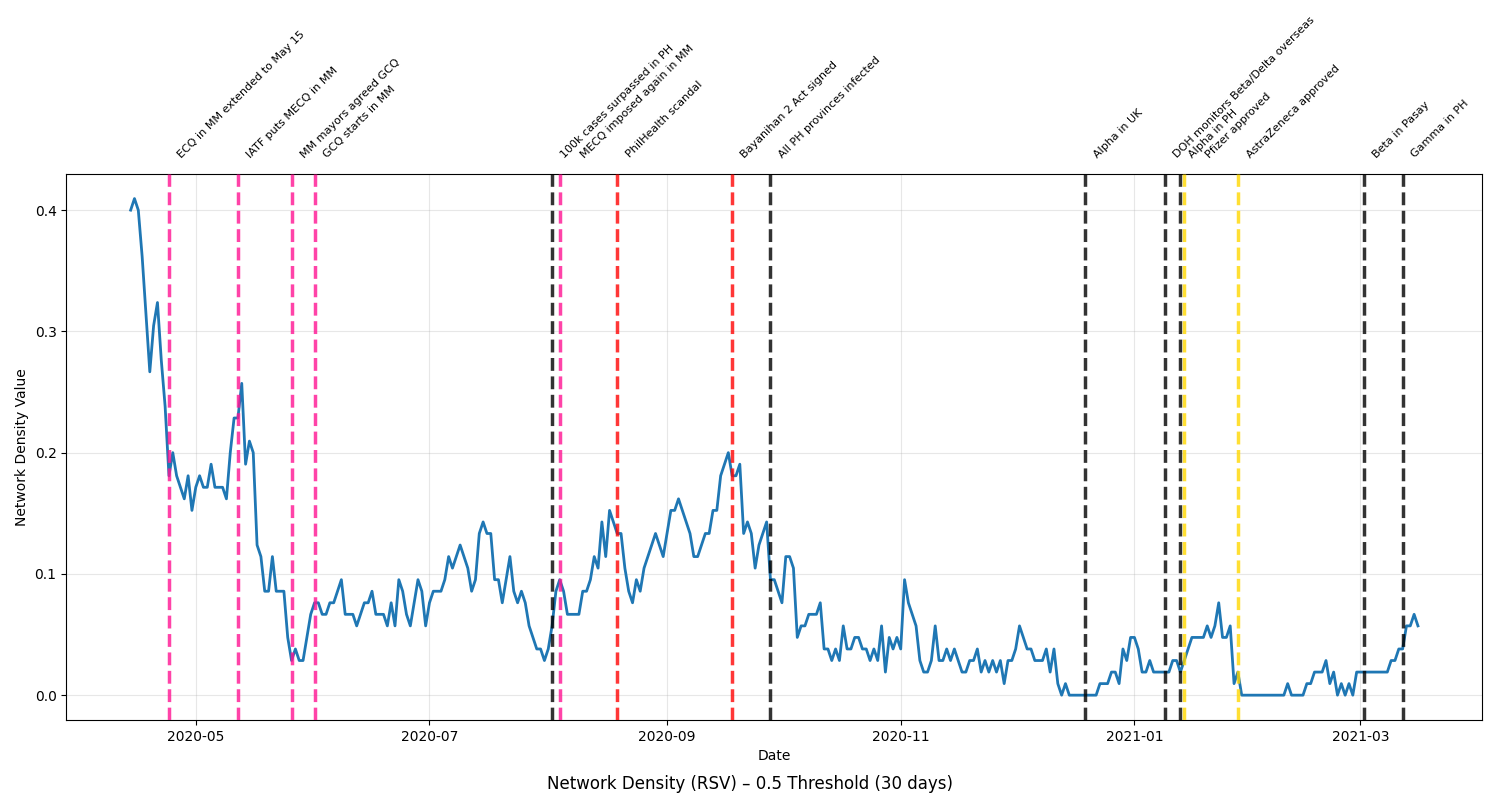 ECQ in MM extended to May 15
IATF puts MECQ in MM
MM mayors agreed GCQ
GCQ starts in MM
100k cases surpassed in PH
MECQ imposed again in MM
PhilHealth scandal
Bayanihan 2 Act signed
All PH provinces infected
Alpha in UK
DOH monitors Beta/Delta overseas
Alpha in PH
Pfizer approved
AstraZeneca approved
Beta in Pasay
Gamma in PH
Network Density Value
0.4
0.3
0.2
0.1
0.0
2020-05
2020-07
2020-09
2020-11
2021-01
2021-03
Date
Network Density (RSV) – 0.5 Threshold (30 days)